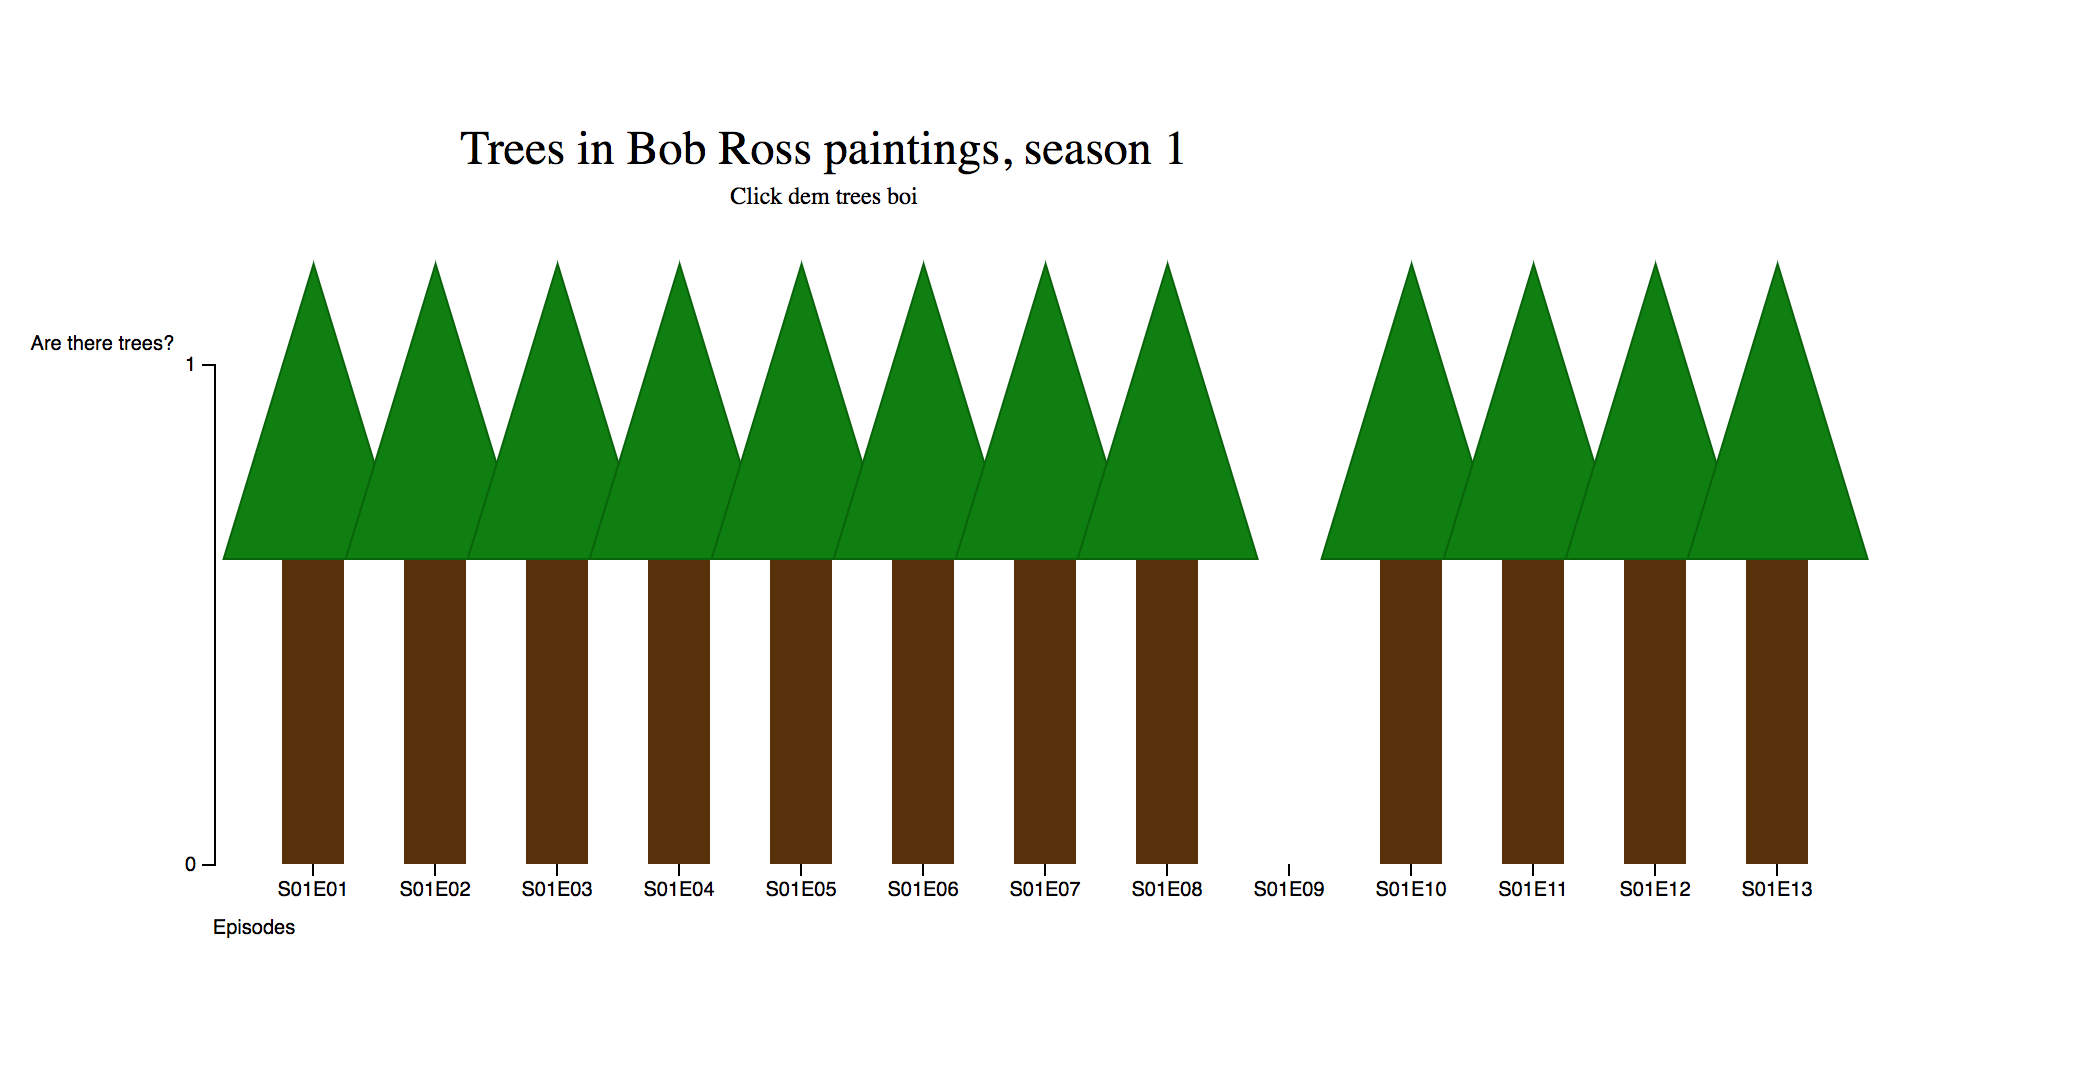 Trees in Bob Ross paintings, season 1
Click dem trees boi
Are there trees?
1
0
S01E01 S01E02 S01E03 S01E04 S01E05 S01E06 S01E07 S01E08 S01E09 S01E10 S01E11 S01E12 S01E13
Episodes